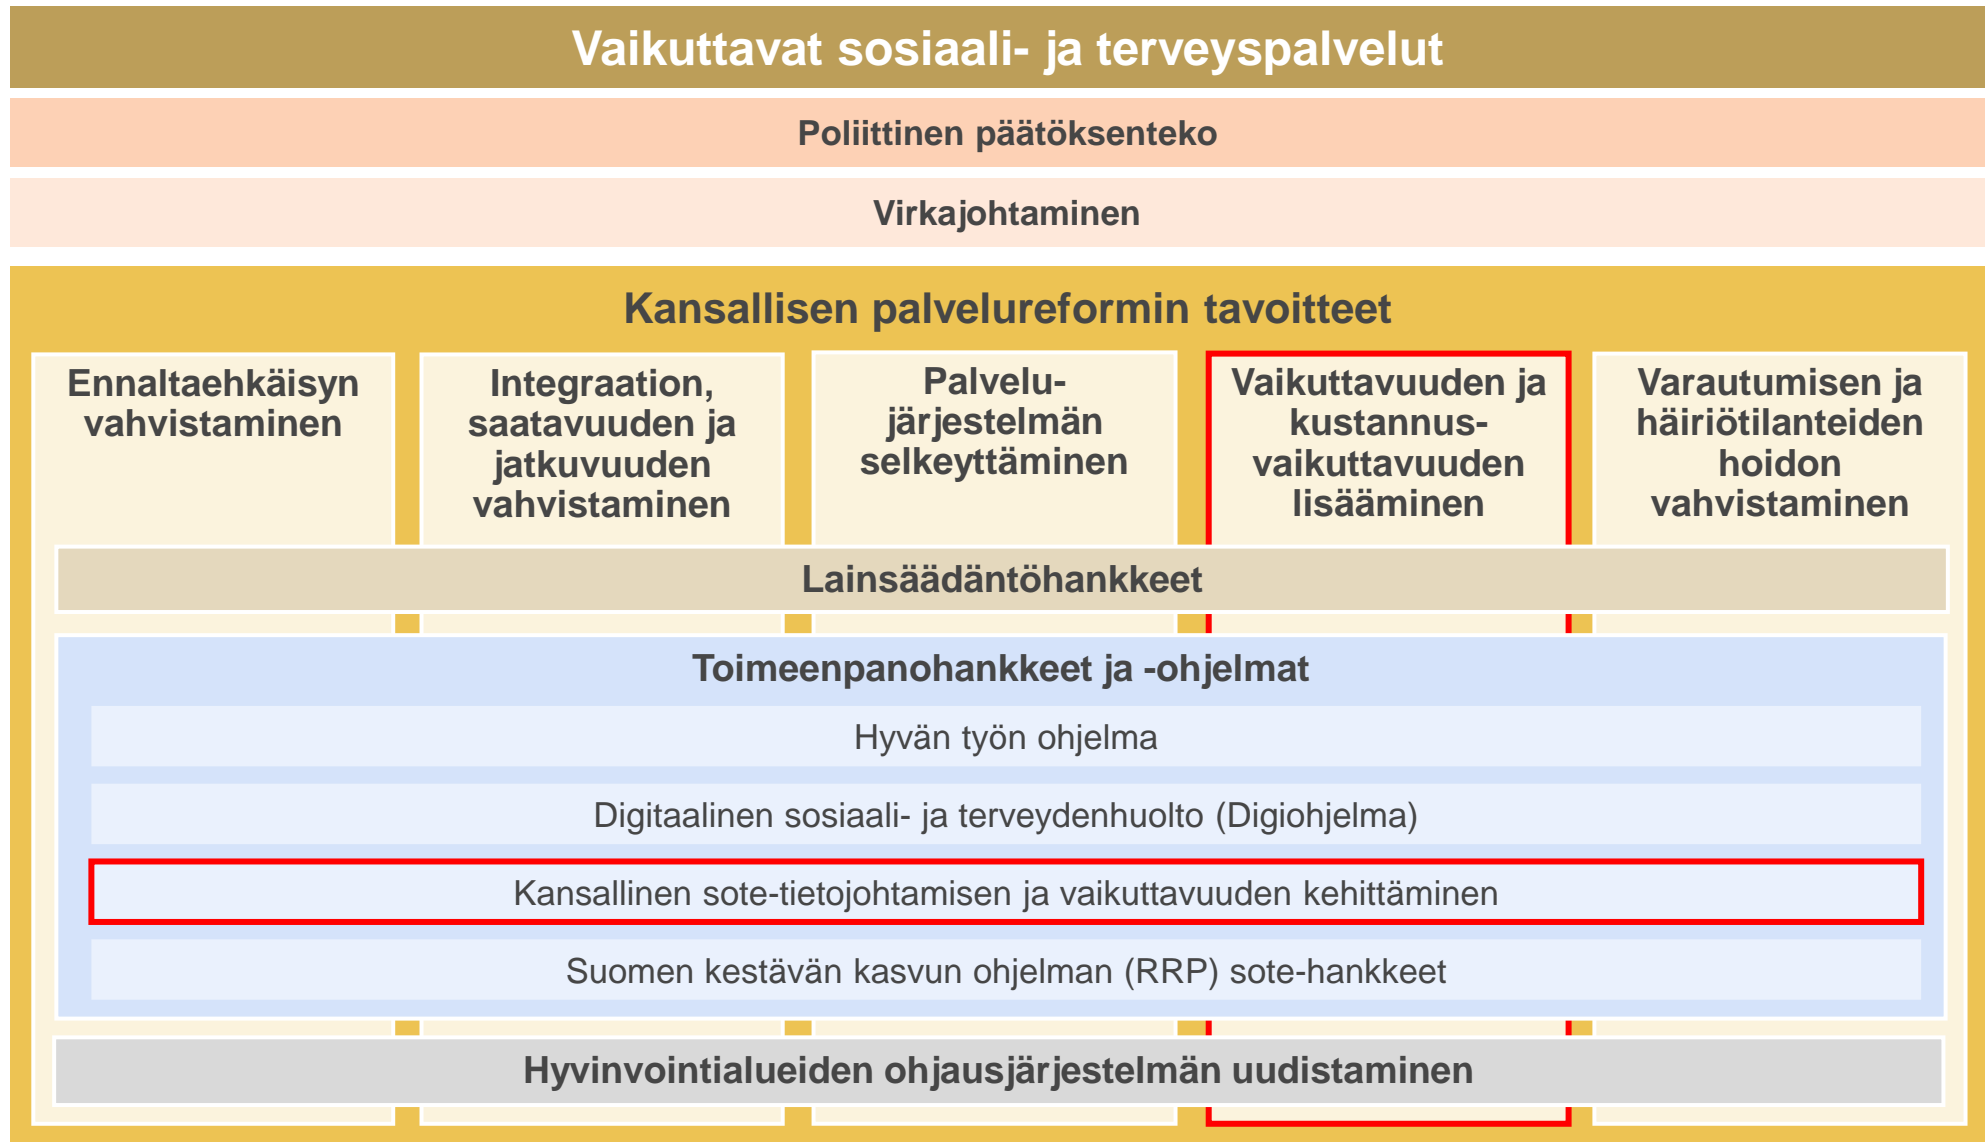 Vaikuttavat sosiaali- ja terveyspalvelut
Poliittinen päätöksenteko
Virkajohtaminen
Kansallisen palvelureformin tavoitteet
Ennaltaehkäisyn
vahvistaminen
Integraation,
saatavuuden ja
jatkuvuuden
vahvistaminen
Palvelu-
järjestelmän
selkeyttäminen
Vaikuttavuuden ja
kustannus-
vaikuttavuuden
lisääminen
Varautumisen ja
häiriötilanteiden
hoidon
vahvistaminen
Lainsäädäntöhankkeet
Toimeenpanohankkeet ja -ohjelmat
Hyvän työn ohjelma
Digitaalinen sosiaali- ja terveydenhuolto (Digiohjelma)
Kansallinen sote-tietojohtamisen ja vaikuttavuuden kehittäminen
Suomen kestävän kasvun ohjelman (RRP) sote-hankkeet
Hyvinvointialueiden ohjausjärjestelmän uudistaminen